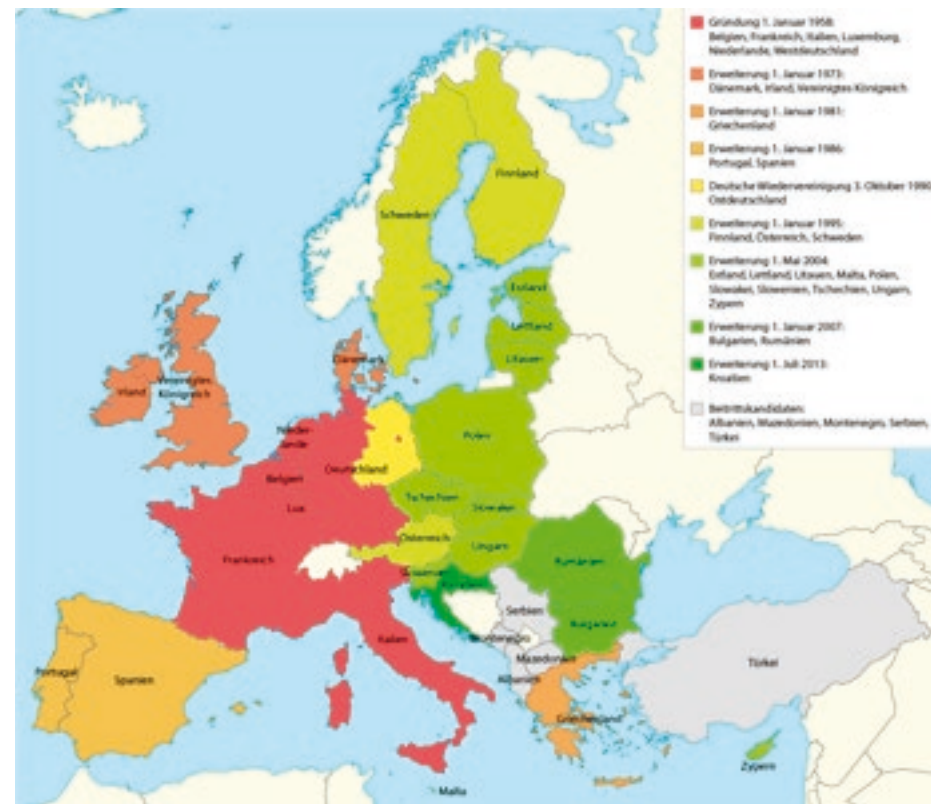 Gründung 1. Januar 1958:
Belgien, Frankreich, Italien, Luxemburg,
Niederlande, Westdeutschland
Erweiterung 1. Januar 1973:
Dänemark, Irland, Vereinigtes Königreich
Erweiterung 1. Januar 1981:
Griechenland
Erweiterung 1. Januar 1986:
Portugal, Spanien
Deutsche Wiedervereinigung 3. Oktober 1990
Ostdeutschland
Erweiterung 1. Januar 1995:
Finnland, Österreich, Schweden
Erweiterung 1. Mai 2004:
Estland, Lettland, Litauen, Malta, Polen,
Slowakei, Slowenien, Tschechien, Ungarn,
Zypern
Erweiterung 1. Januar 2007:
Bulgarien, Rumänien
Erweiterung 1. Juli 2013:
Kroatien
Beitrittskandidaten:
Albanien, Mazedonien, Montenegro, Serbien,
Türkei
Finnland
Schweden
Estland
Lettland
Litauen
Dänemark
Irland
Vereinigtes
Königreich
Nieder-
lande
Polen
Deutschland
Belgien
Tschechien
Lux.
Slowakei
Österreich
Ungarn
Frankreich
Rumänien
Slowenien
Kroatien
Serbien
Bulgarien
Italien
Montenegro
Mazedonien
Türkei
Portugal
Spanien
Albanien
Griechenland
Zypern
Malta